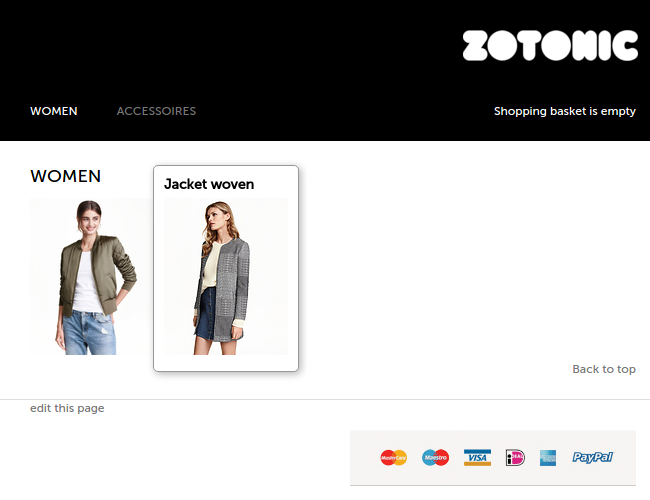 ZOTONIC
WOMEN
ACCESSOIRES
Shopping basket is empty
WOMEN
Jacket woven
Back to top
edit this page
MasterCard
Maestro
VISA
iDEAL
PayPal